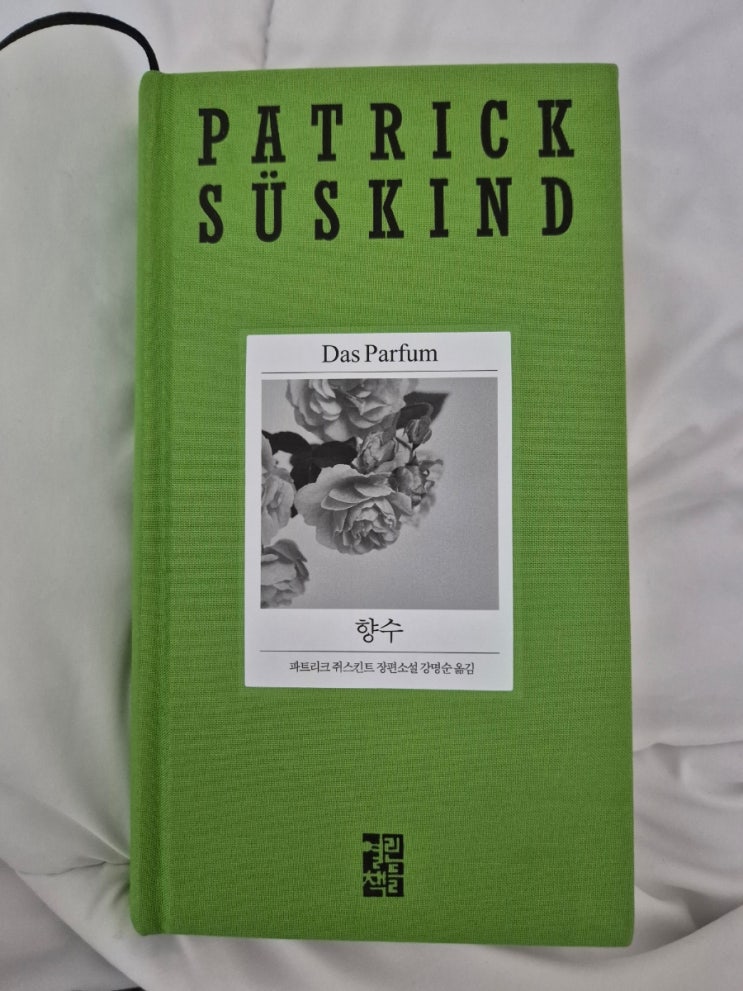 PATRICK
SÜSKIND
Das Parfum
향수
파트리크 쥐스킨트 장편소설 강명순 옮김
열린
책들